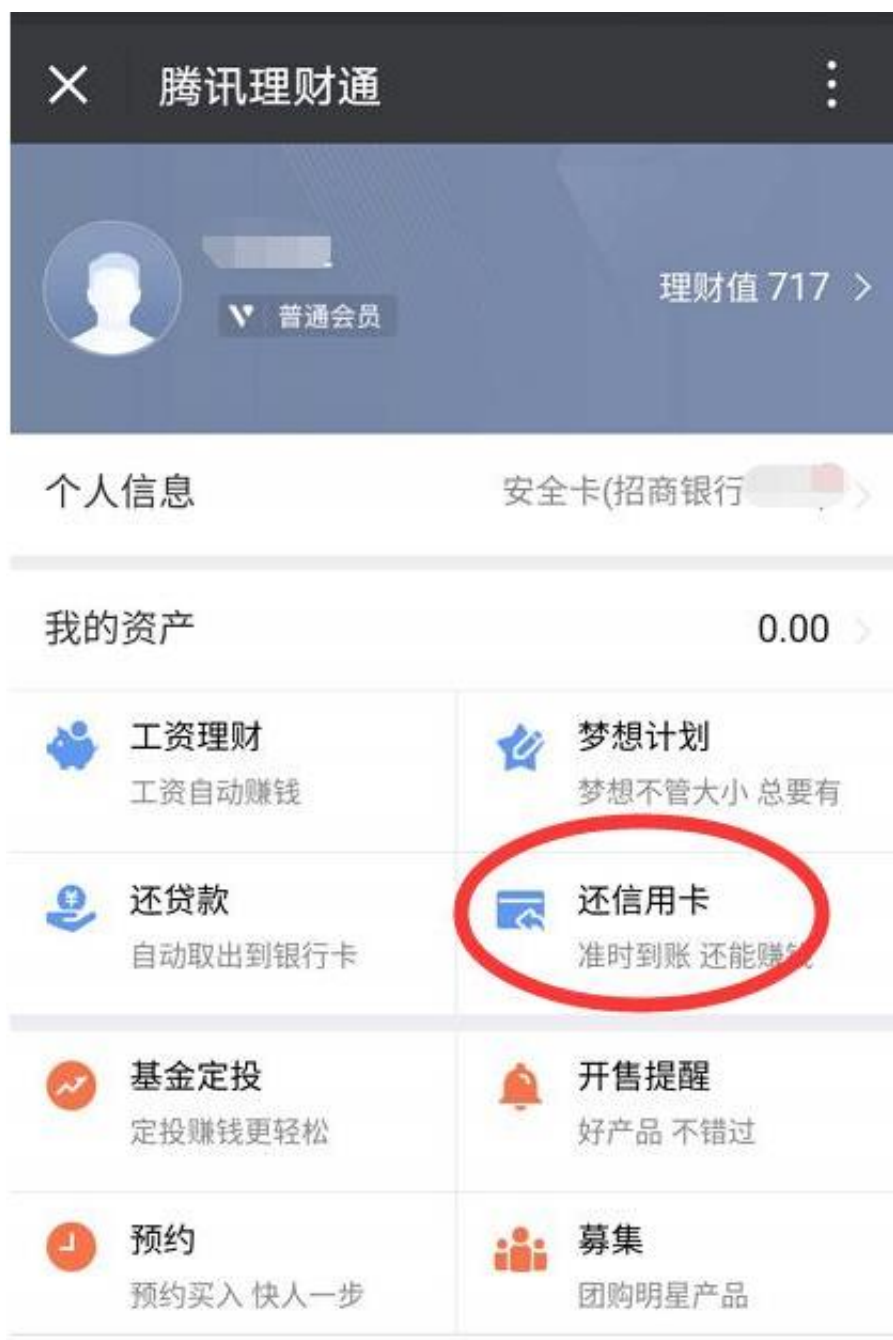 腾讯理财通
普通会员
理财值 717
个人信息
安全卡(招商银行
我的资产
0.00
工资理财
工资自动赚钱
梦想计划
梦想不管大小 总要有
还贷款
自动取出到银行卡
还信用卡
准时到账 还能赚钱
基金定投
定投赚钱更轻松
开售提醒
好产品 不错过
预约
预约买入 快人一步
募集
团购明星产品